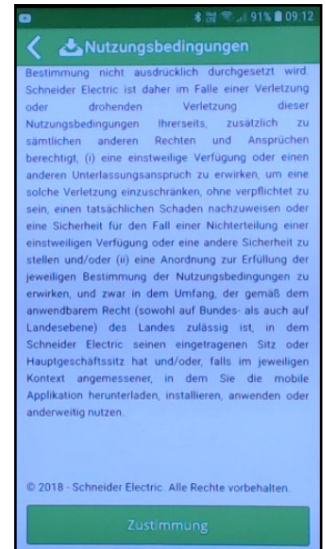 91% 09:12
Nutzungsbedingungen
Bestimmung nicht ausdrücklich durchgesetzt wird.
Schneider Electric ist daher im Falle einer Verletzung
oder drohenden Verletzung dieser
Nutzungsbedingungen Ihrerseits, zusätzlich zu
sämtlichen anderen Rechten und Ansprüchen
berechtigt, (i) eine einstweilige Verfügung oder einen
anderen Unterlassungsanspruch zu erwirken, um eine
solche Verletzung einzuschränken, ohne verpflichtet zu
sein, einen tatsächlichen Schaden nachzuweisen oder
eine Sicherheit für den Fall einer Nichterteilung einer
einstweiligen Verfügung oder eine andere Sicherheit zu
stellen und/oder (ii) eine Anordnung zur Erfüllung der
jeweiligen Bestimmung der Nutzungsbedingungen zu
erwirken, und zwar in dem Umfang, der gemäß dem
anwendbarem Recht (sowohl auf Bundes- als auch auf
Landesebene) des Landes zulässig ist, in dem
Schneider Electric seinen eingetragenen Sitz oder
Hauptgeschäftssitz hat und/oder, falls im jeweiligen
Kontext angemessener, in dem Sie die mobile
Applikation herunterladen, installieren, anwenden oder
anderweitig nutzen.
© 2018 - Schneider Electric. Alle Rechte vorbehalten.
Zustimmung